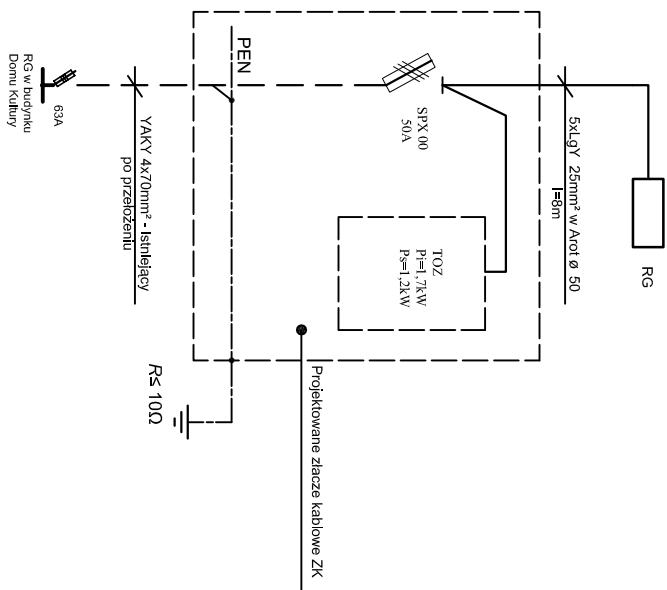 RG
5xLgY 25mm² w Arot ø 50
l=8m
SPX 00
50A
TOZ
Pi=1,7kW
Ps=1,2kW
Projektowane złacze kablowe ZK
PEN
R≤ 10Ω
YAKY 4x70mm² - Istniejący
po przełożeniu
63A
RG w budynku
Domu Kultury